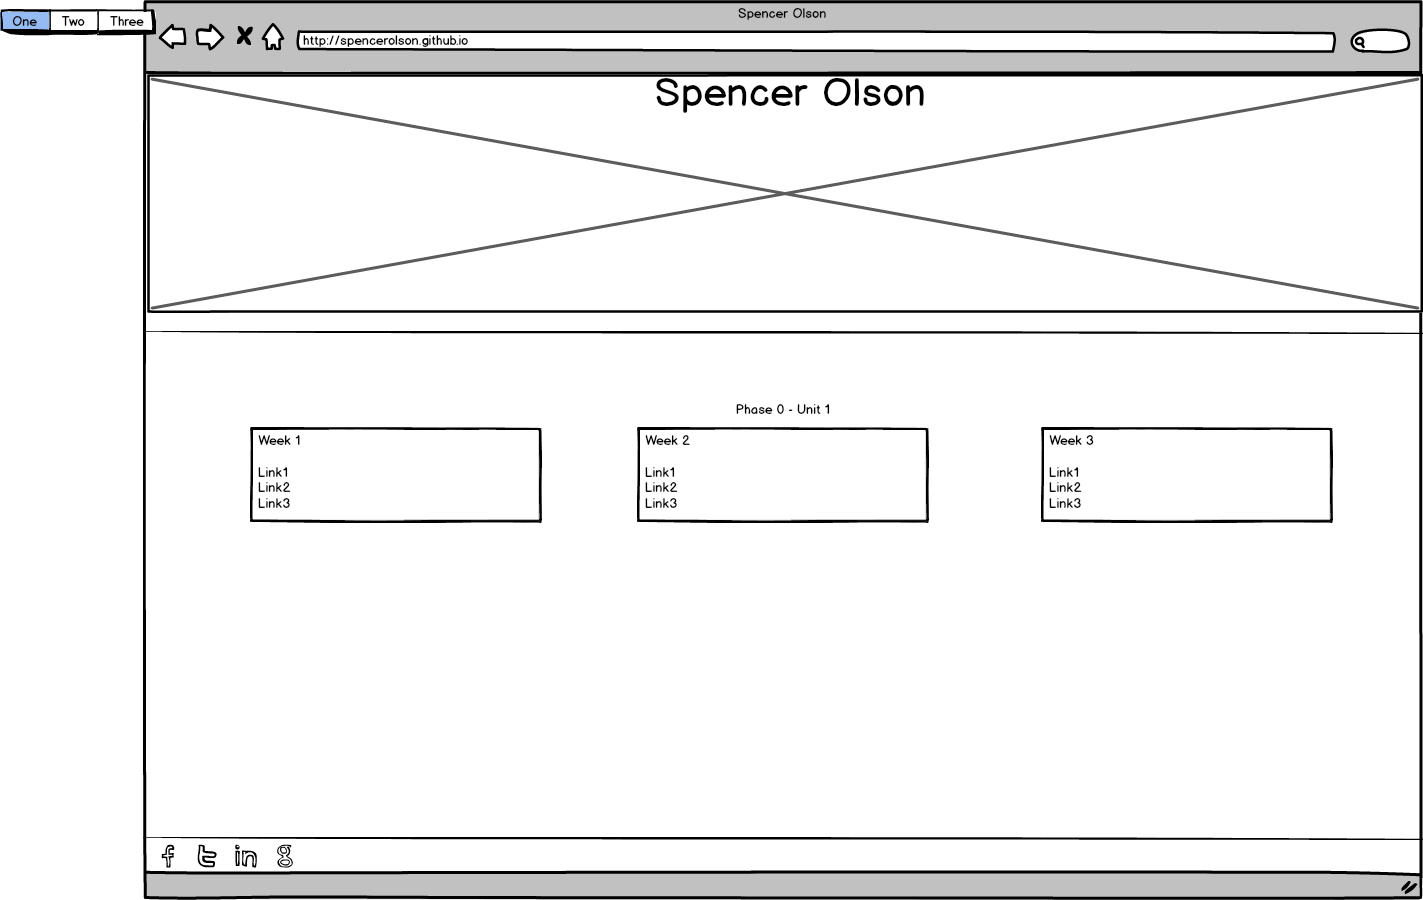 One Two Three
Spencer Olson
http://spencerolson.github.io
Spencer Olson
Phase 0 - Unit 1
Week 1
Link1
Link2
Link3
Week 2
Link1
Link2
Link3
Week 3
Link1
Link2
Link3
f t in g